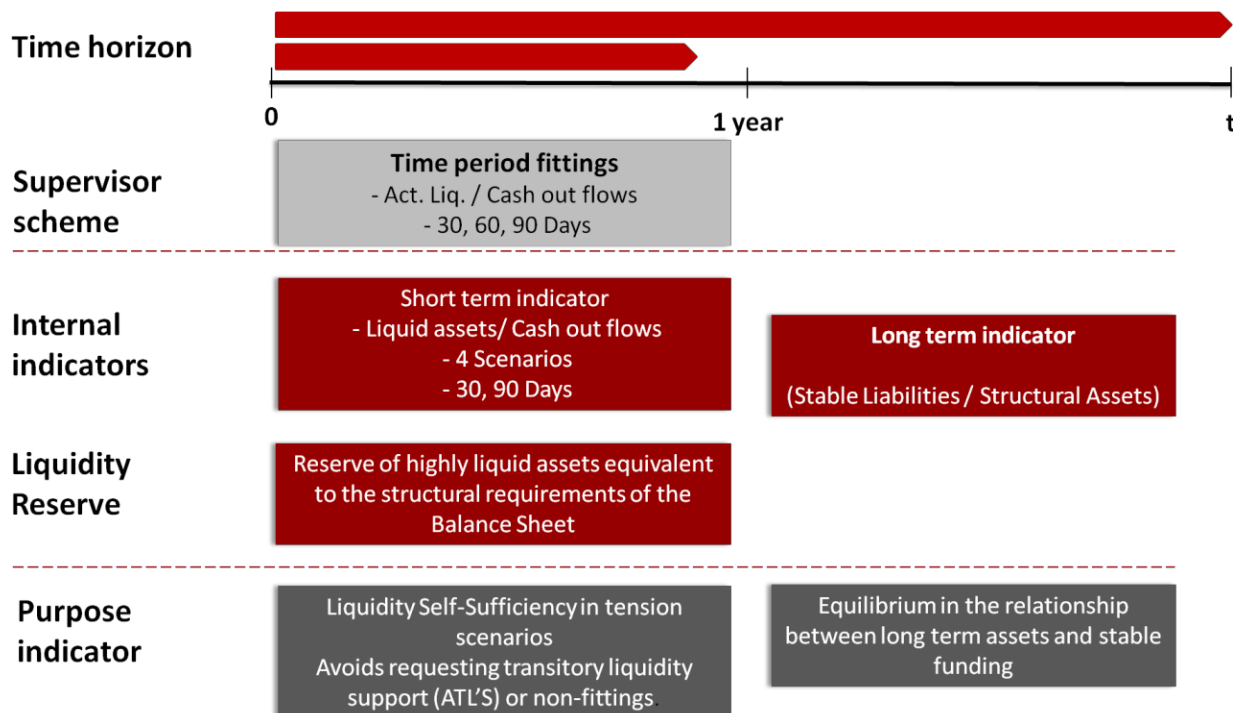 Time horizon
0
1 year
t
Supervisor
scheme
Time period fittings
- Act. Liq. / Cash out flows
- 30, 60, 90 Days
Internal
indicators
Short term indicator
- Liquid assets/ Cash out flows
- 4 Scenarios
- 30, 90 Days
Long term indicator
(Stable Liabilities / Structural Assets)
Liquidity
Reserve
Reserve of highly liquid assets equivalent
to the structural requirements of the
Balance Sheet
Purpose
indicator
Liquidity Self-Sufficiency in tension
scenarios
Avoids requesting transitory liquidity
support (ATL'S) or non-fittings.
Equilibrium in the relationship
between long term assets and stable
funding